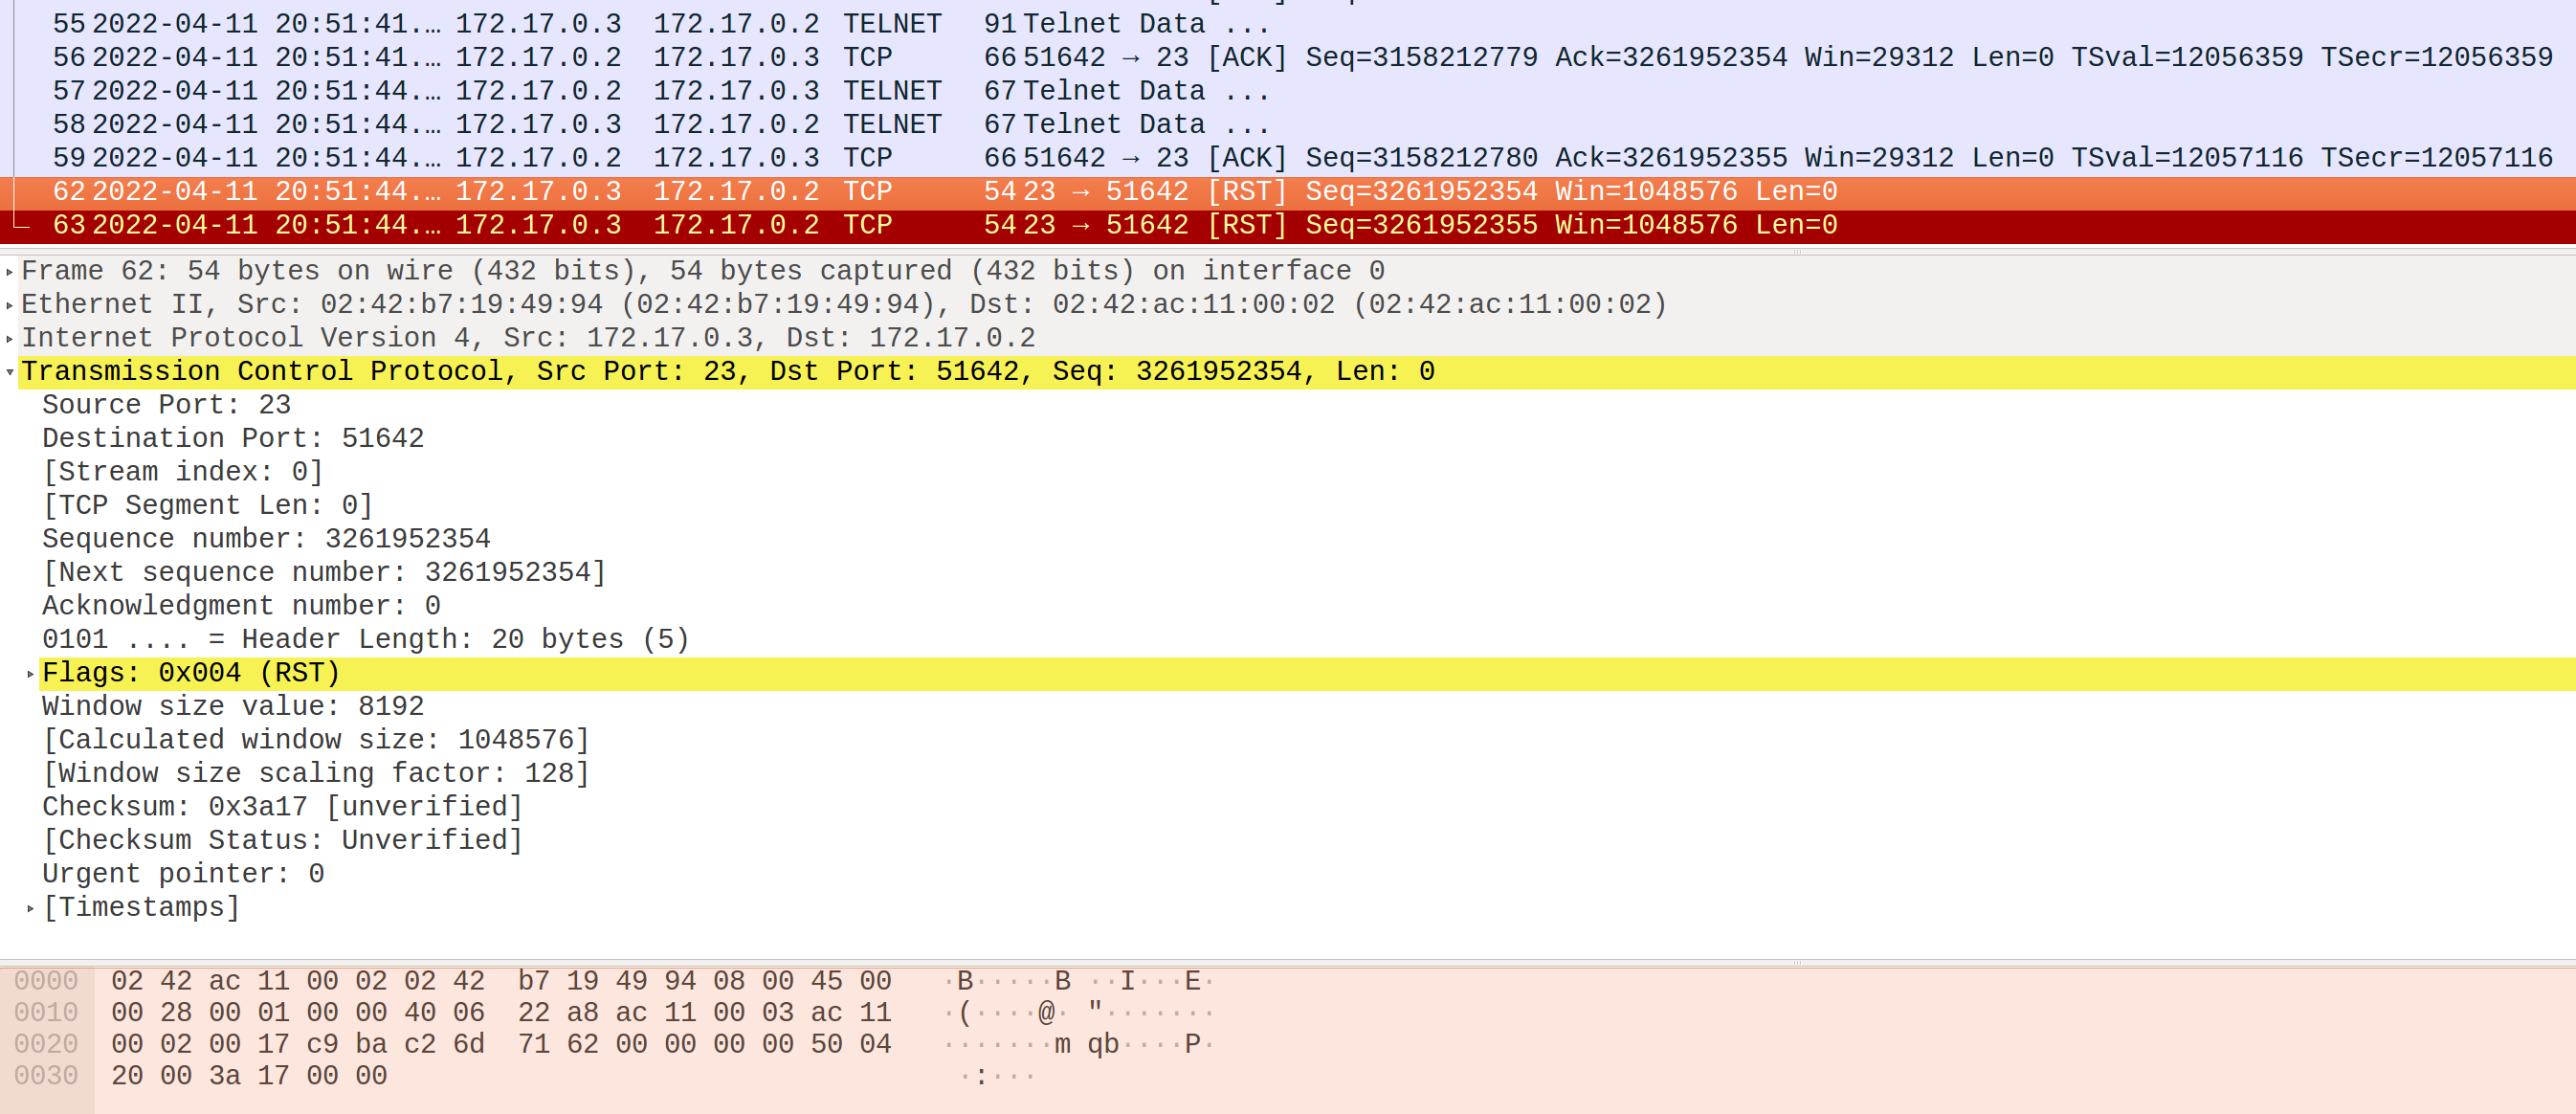 55 2022-04-11 20:51:41.… 172.17.0.3 172.17.0.2 TELNET 91 Telnet Data ...
56 2022-04-11 20:51:41.… 172.17.0.2 172.17.0.3 TCP 66 51642 → 23 [ACK] Seq=3158212779 Ack=3261952354 Win=29312 Len=0 TSval=12056359 TSecr=12056359
57 2022-04-11 20:51:44.… 172.17.0.2 172.17.0.3 TELNET 67 Telnet Data ...
58 2022-04-11 20:51:44.… 172.17.0.3 172.17.0.2 TELNET 67 Telnet Data ...
59 2022-04-11 20:51:44.… 172.17.0.2 172.17.0.3 TCP 66 51642 → 23 [ACK] Seq=3158212780 Ack=3261952355 Win=29312 Len=0 TSval=12057116 TSecr=12057116
62 2022-04-11 20:51:44.… 172.17.0.3 172.17.0.2 TCP 54 23 → 51642 [RST] Seq=3261952354 Win=1048576 Len=0
63 2022-04-11 20:51:44.… 172.17.0.3 172.17.0.2 TCP 54 23 → 51642 [RST] Seq=3261952355 Win=1048576 Len=0
Frame 62: 54 bytes on wire (432 bits), 54 bytes captured (432 bits) on interface 0
Ethernet II, Src: 02:42:b7:19:49:94 (02:42:b7:19:49:94), Dst: 02:42:ac:11:00:02 (02:42:ac:11:00:02)
Internet Protocol Version 4, Src: 172.17.0.3, Dst: 172.17.0.2
Transmission Control Protocol, Src Port: 23, Dst Port: 51642, Seq: 3261952354, Len: 0
Source Port: 23
Destination Port: 51642
[Stream index: 0]
[TCP Segment Len: 0]
Sequence number: 3261952354
[Next sequence number: 3261952354]
Acknowledgment number: 0
0101 .... = Header Length: 20 bytes (5)
Flags: 0x004 (RST)
Window size value: 8192
[Calculated window size: 1048576]
[Window size scaling factor: 128]
Checksum: 0x3a17 [unverified]
[Checksum Status: Unverified]
Urgent pointer: 0
[Timestamps]
0000 02 42 ac 11 00 02 02 42 b7 19 49 94 08 00 45 00 ·B·····B ··I···E·
0010 00 28 00 01 00 00 40 06 22 a8 ac 11 00 03 ac 11 ·(····@· "·······
0020 00 02 00 17 c9 ba c2 6d 71 62 00 00 00 00 50 04 ·······m qb····P·
0030 20 00 3a 17 00 00 ·:···